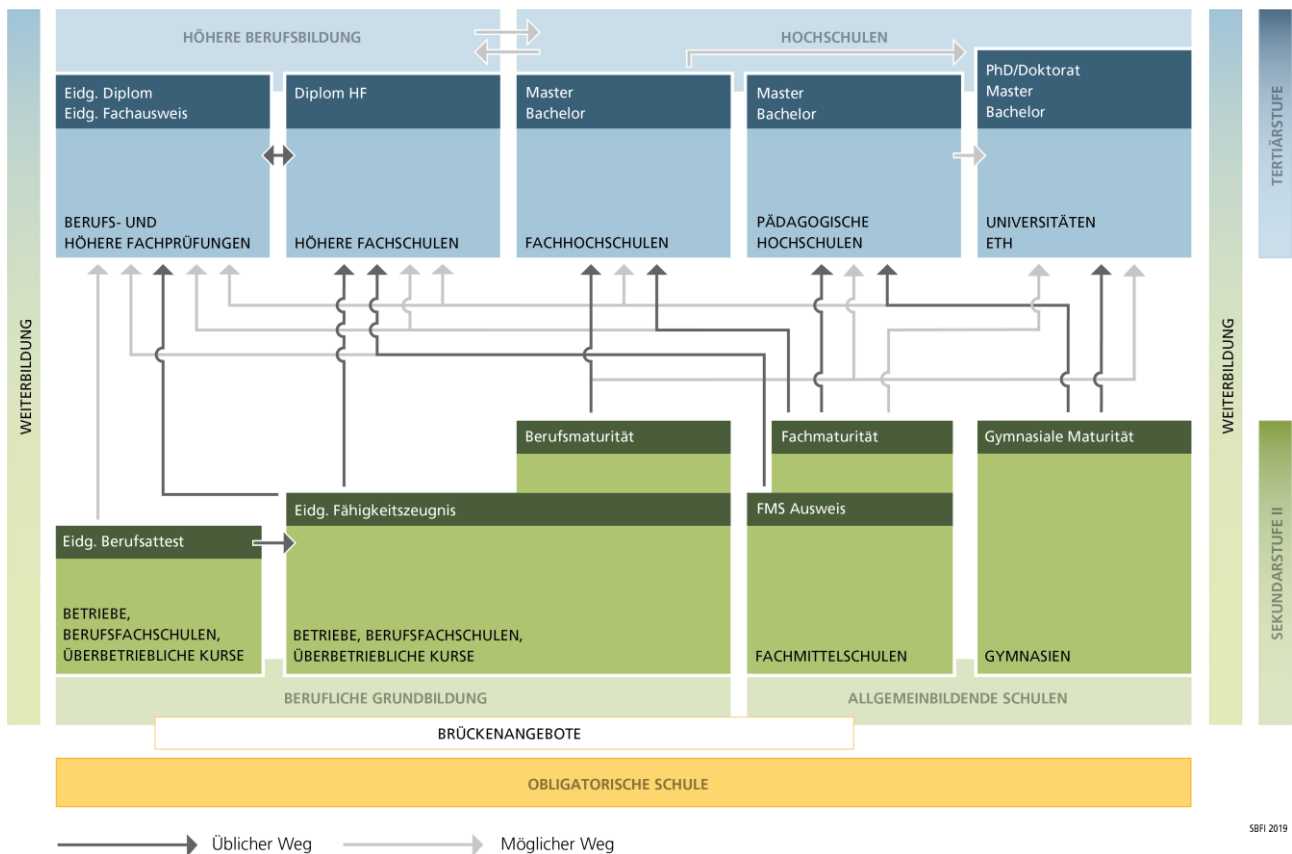 HÖHERE BERUFSBILDUNG
HOCHSCHULEN
Eidg. Diplom
Eidg. Fachausweis
BERUFS- UND
HÖHERE FACHPRÜFUNGEN
Diplom HF
HÖHERE FACHSCHULEN
Master
Bachelor
FACHHOCHSCHULEN
Master
Bachelor
PÄDAGOGISCHE
HOCHSCHULEN
PhD/Doktorat
Master
Bachelor
UNIVERSITÄTEN
ETH
WEITERBILDUNG
WEITERBILDUNG
TERTIÄRSTUFE
SEKUNDARSTUFE II
Berufsmaturität
Fachmaturität
Gymnasiale Maturität
Eidg. Fähigkeitszeugnis
FMS Ausweis
Eidg. Berufsattest
BETRIEBE,
BERUFSFACHSCHULEN,
ÜBERBETRIEBLICHE KURSE
BETRIEBE, BERUFSFACHSCHULEN,
ÜBERBETRIEBLICHE KURSE
FACHMITTELSCHULEN
GYMNASIEN
BERUFLICHE GRUNDBILDUNG
ALLGEMEINBILDENDE SCHULEN
BRÜCKENANGEBOTE
OBLIGATORISCHE SCHULE
Üblicher Weg
Möglicher Weg
SBFI 2019